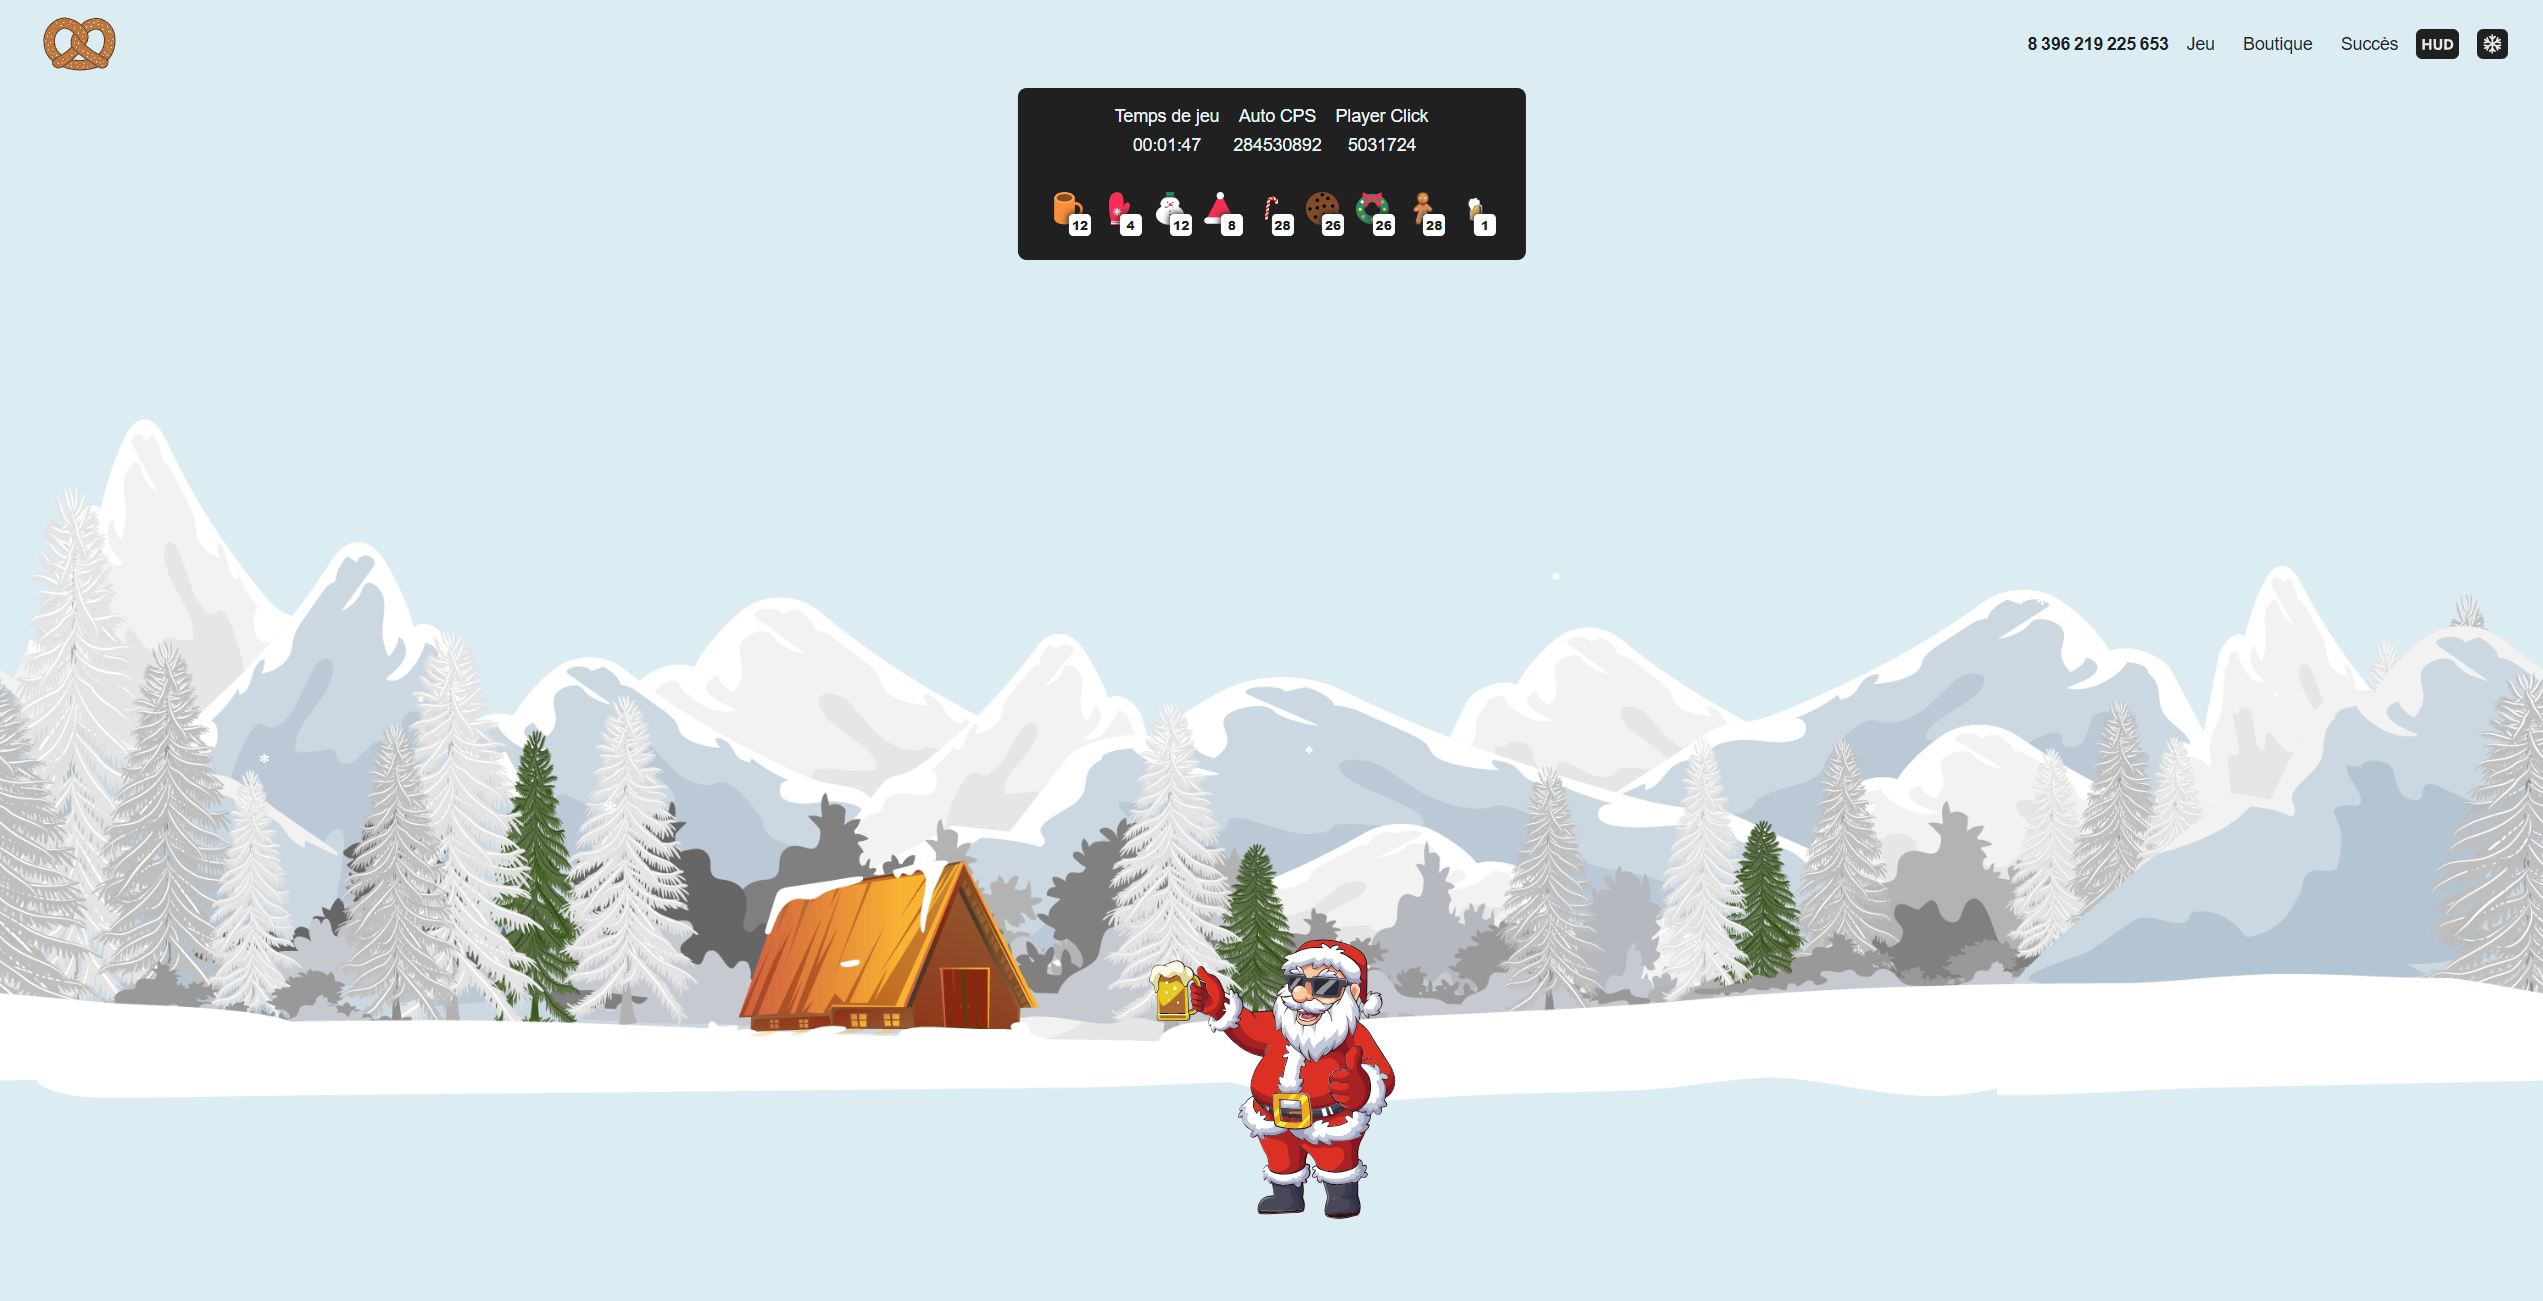 8 396 219 225 653 Jeu Boutique Succès HUD
Temps de jeu Auto CPS Player Click
00:01:47 284530892 5031724
12 4 12 8 28 26 26 28 1